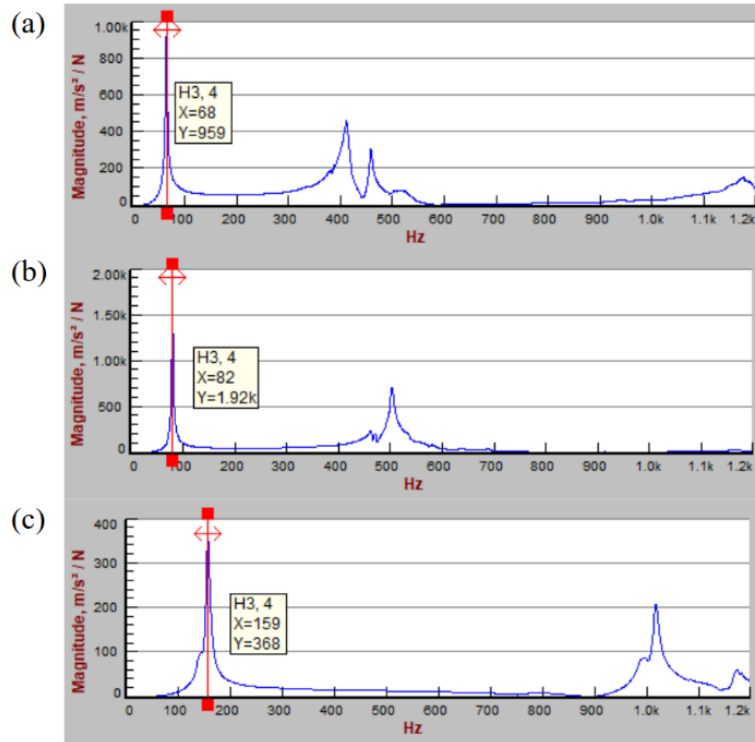 (a)
Magnitude, m/s² / N
1.00k
800
600
400
200
0
H3, 4
X=68
Y=959
0 100 200 300 400 500 600 700 800 900 1.0k 1.1k 1.2k
Hz
(b)
Magnitude, m/s² / N
2.00k
1.50k
1.00k
500
0
H3, 4
X=82
Y=1.92k
0 100 200 300 400 500 600 700 800 900 1.0k 1.1k 1.2k
Hz
(c)
Magnitude, m/s² / N
400
300
200
100
0
H3, 4
X=159
Y=368
0 100 200 300 400 500 600 700 800 900 1.0k 1.1k 1.2k
Hz